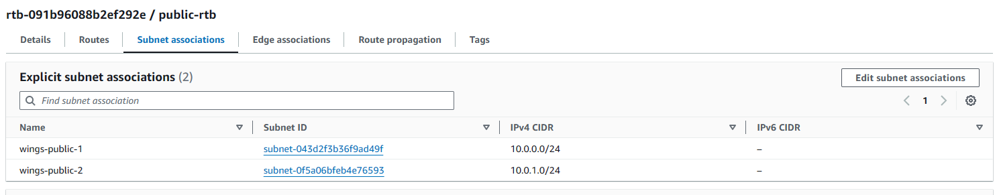 rtb-091b96088b2ef292e / public-rtb
Details Routes Subnet associations Edge associations Route propagation Tags
Explicit subnet associations (2)
Edit subnet associations
Find subnet association
1
Name Subnet ID IPv4 CIDR IPv6 CIDR
wings-public-1 subnet-043d2f3b36f9ad49f 10.0.0.0/24 –
wings-public-2 subnet-0f5a06bfeb4e76593 10.0.1.0/24 –